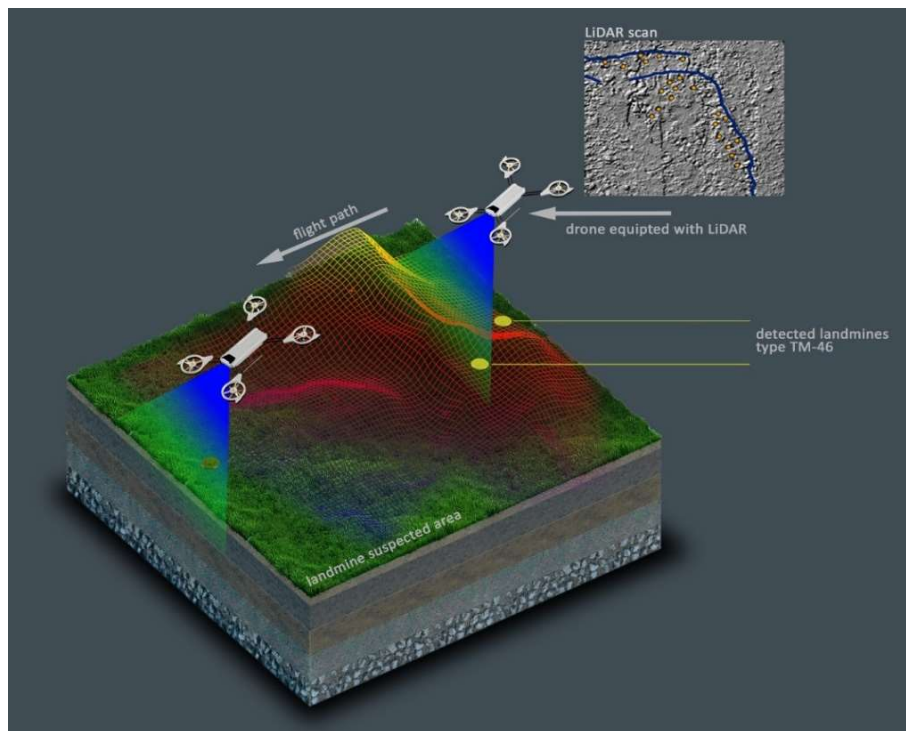 LiDAR scan
flight path
drone equipted with LiDAR
detected landmines
type TM-46
landmine suspected area